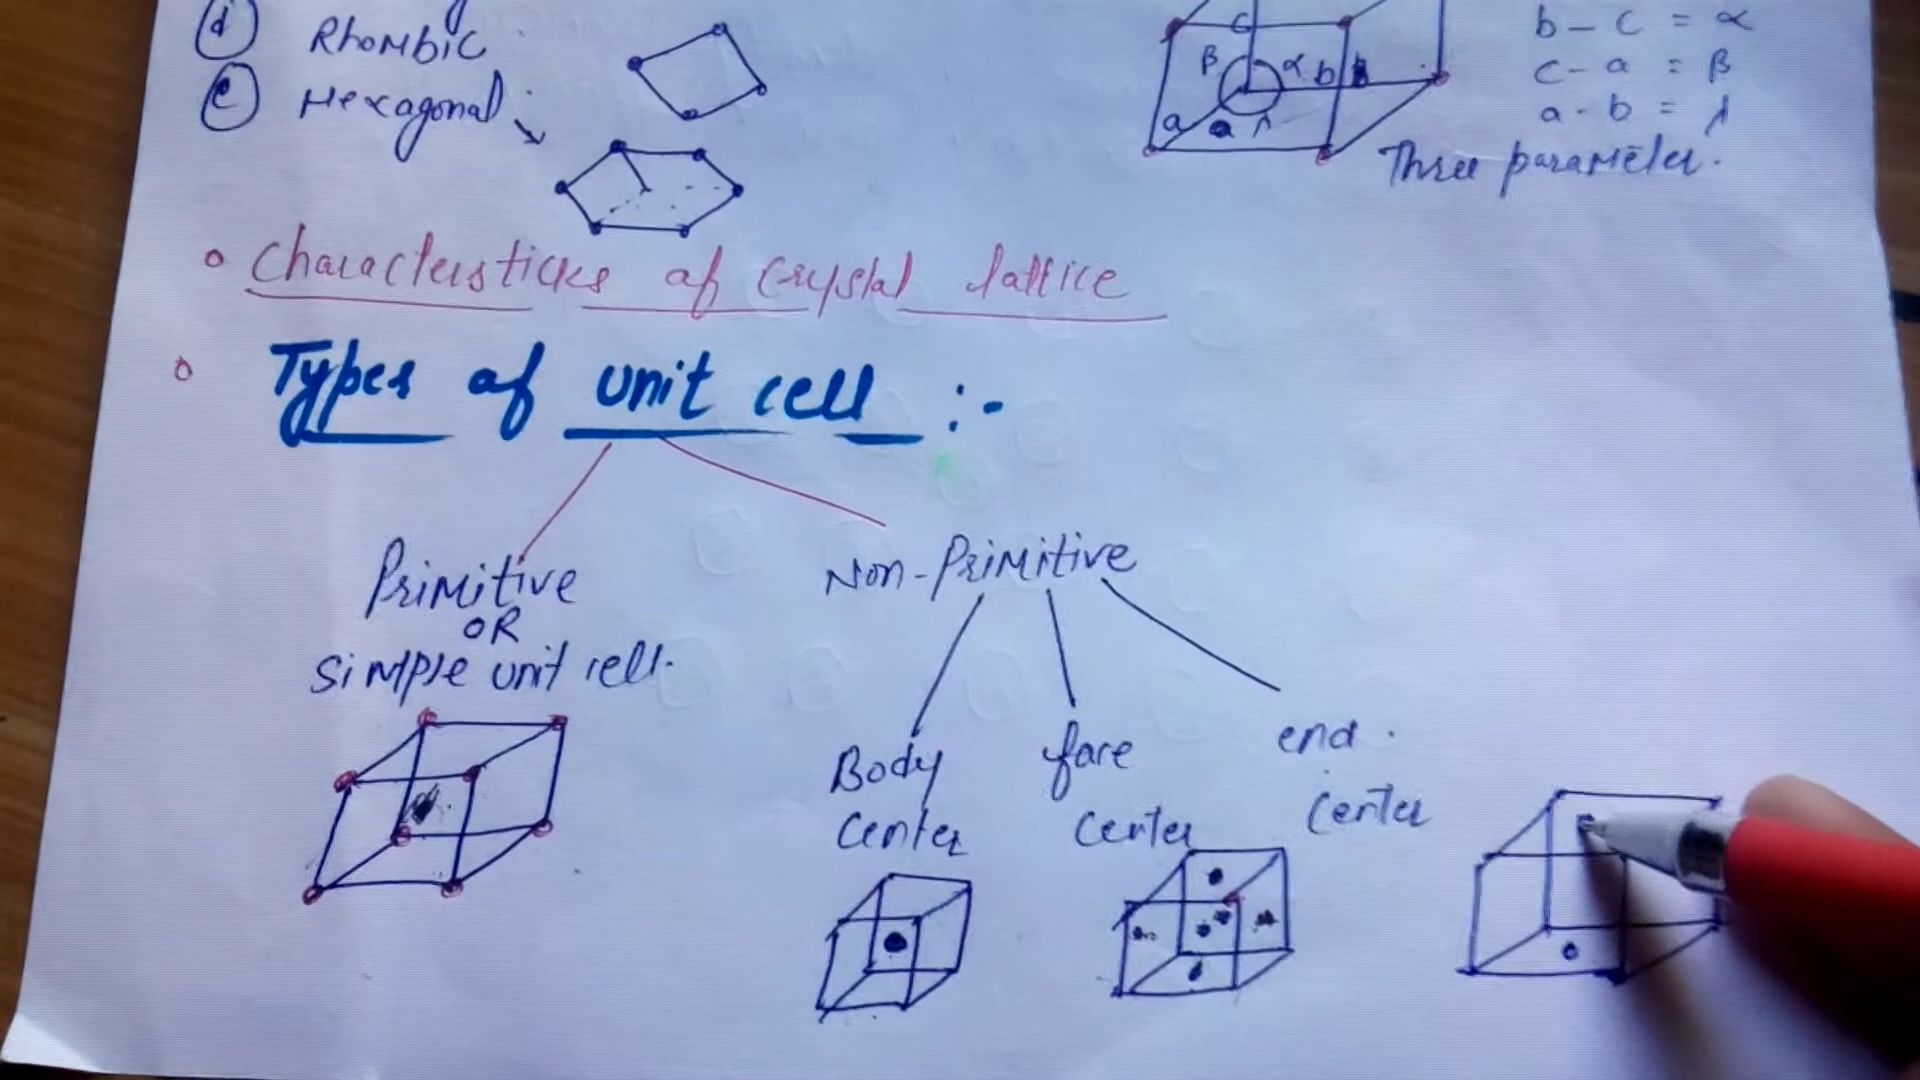 d Rhombic
e Hexagonal
c
β α b
a a λ
b - c = α
c - a = β
a - b = λ
Three parameter.
Characteristicks of Crystal lattice
Types of unit cell :-
Primitive
OR
Simple unit cell.
Non-Primitive
Body
Center
face
Center
end.
Center